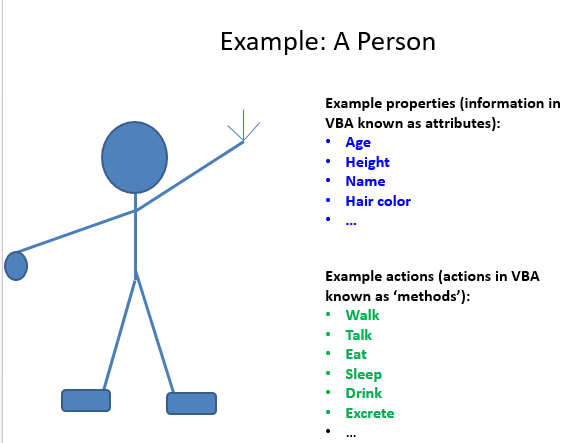 Example: A Person
Example properties (information in
VBA known as attributes):
• Age
• Height
• Name
• Hair color
• ...
Example actions (actions in VBA
known as ‘methods’):
• Walk
• Talk
• Eat
• Sleep
• Drink
• Excrete
• ...